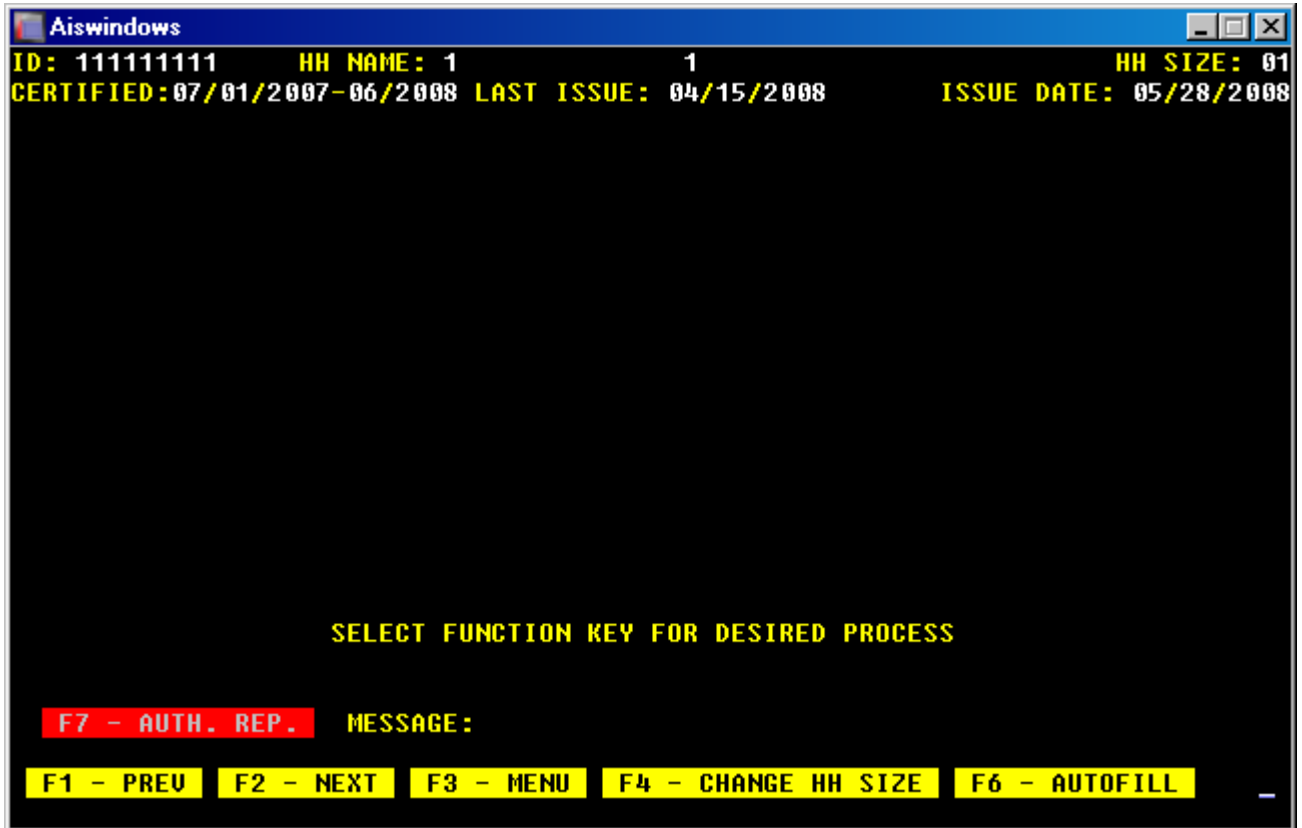 Aiswindows
ID: 111111111 HH NAME: 1 1 HH SIZE: 01
CERTIFIED:07/01/2007-06/2008 LAST ISSUE: 04/15/2008 ISSUE DATE: 05/28/2008
SELECT FUNCTION KEY FOR DESIRED PROCESS
F7 - AUTH. REP. MESSAGE:
F1 - PREV F2 - NEXT F3 - MENU F4 - CHANGE HH SIZE F6 - AUTOFILL